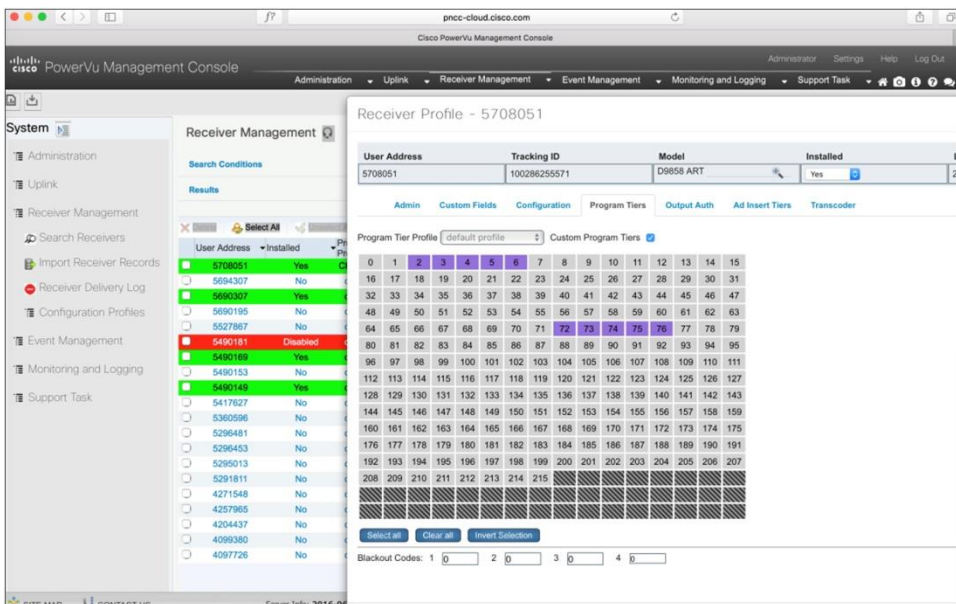 pncc-cloud.cisco.com
Cisco PowerVu Management Console
cisco PowerVu Management Console
Administrator Settings Help Log Out
Administration Uplink Receiver Management Event Management Monitoring and Logging Support Task
System
Administration
Uplink
Receiver Management
Search Receivers
Import Receiver Records
Receiver Delivery Log
Configuration Profiles
Event Management
Monitoring and Logging
Support Task
Receiver Management
Search Conditions
Results
Select All
User Address Installed
5708051 Yes
5694307 No
5690307 Yes
5690195 No
5527867 No
5490181 Disabled
5490169 Yes
5490153 No
5490149 Yes
5417627 No
5360596 No
5296481 No
5296453 No
5295013 No
5291811 No
4271548 No
4257965 No
4204437 No
4099380 No
4097726 No
Receiver Profile - 5708051
User Address Tracking ID Model Installed
5708051 100286255571 D9858 ART Yes
Admin Custom Fields Configuration Program Tiers Output Auth Ad Insert Tiers Transcoder
Program Tier Profile default profile Custom Program Tiers
0 1 2 3 4 5 6 7 8 9 10 11 12 13 14 15
16 17 18 19 20 21 22 23 24 25 26 27 28 29 30 31
32 33 34 35 36 37 38 39 40 41 42 43 44 45 46 47
48 49 50 51 52 53 54 55 56 57 58 59 60 61 62 63
64 65 66 67 68 69 70 71 72 73 74 75 76 77 78 79
80 81 82 83 84 85 86 87 88 89 90 91 92 93 94 95
96 97 98 99 100 101 102 103 104 105 106 107 108 109 110 111
112 113 114 115 116 117 118 119 120 121 122 123 124 125 126 127
128 129 130 131 132 133 134 135 136 137 138 139 140 141 142 143
144 145 146 147 148 149 150 151 152 153 154 155 156 157 158 159
160 161 162 163 164 165 166 167 168 169 170 171 172 173 174 175
176 177 178 179 180 181 182 183 184 185 186 187 188 189 190 191
192 193 194 195 196 197 198 199 200 201 202 203 204 205 206 207
208 209 210 211 212 213 214 215
Select all Clear all Invert Selection
Blackout Codes: 1 0 2 0 3 0 4 0